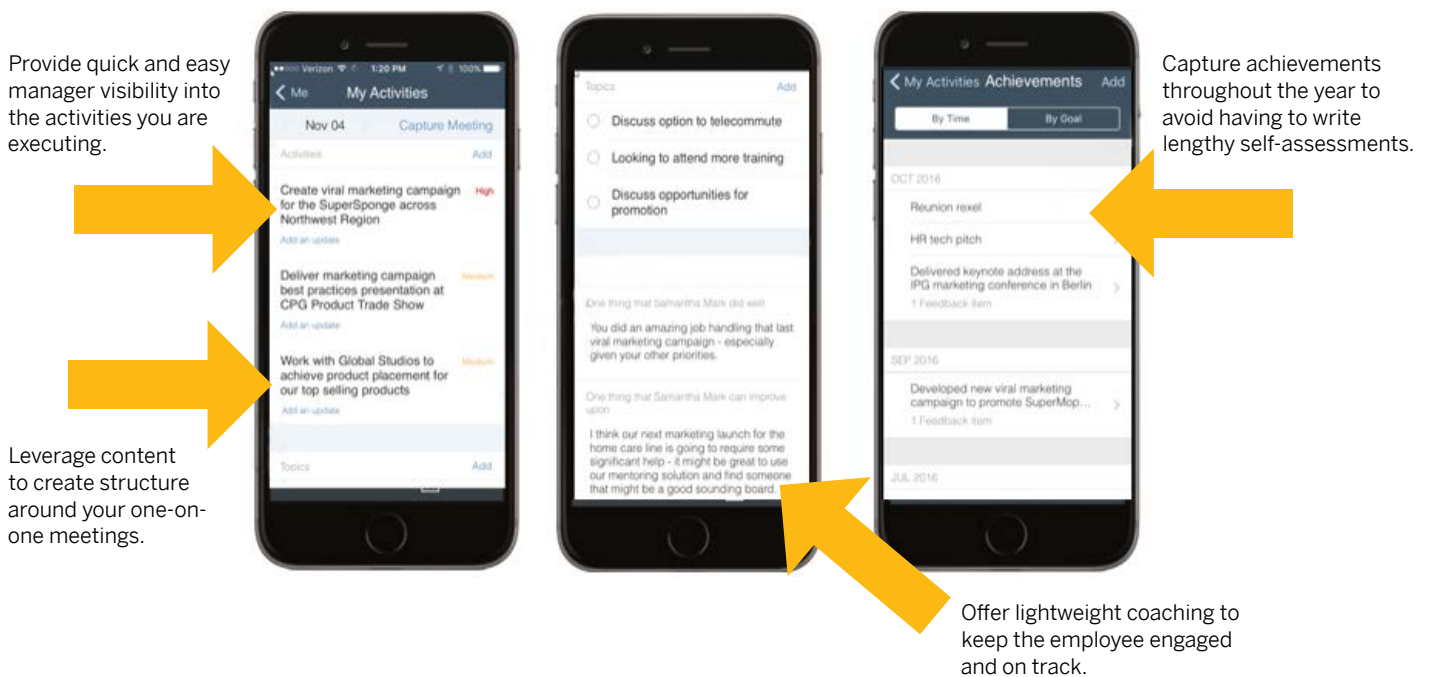 Provide quick and easy
manager visibility into
the activities you are
executing.
Leverage content
to create structure
around your one-on-
one meetings.
Verizon 1:20 PM 100%
Me My Activities
Nov 04 Capture Meeting
Activities Add
Create viral marketing campaign High
for the SuperSponge across
Northwest Region
Add an update
Deliver marketing campaign Medium
best practices presentation at
CPG Product Trade Show
Add an update
Work with Global Studios to Medium
achieve product placement for
our top selling products
Add an update
Topics Add
Topics Add
Discuss option to telecommute
Looking to attend more training
Discuss opportunities for
promotion
One thing that Samantha Mark did well
You did an amazing job handling that last
viral marketing campaign - especially
given your other priorities.
One thing that Samantha Mark can improve
upon
I think our next marketing launch for the
home care line is going to require some
significant help - it might be great to use
our mentoring solution and find someone
that might be a good sounding board.
My Activities Achievements Add
By Time By Goal
OCT 2016
Reunion rexel
HR tech pitch
Delivered keynote address at the
IPG marketing conference in Berlin
1 Feedback item
SEP 2016
Developed new viral marketing
campaign to promote SuperMop...
1 Feedback item
JUL 2016
Capture achievements
throughout the year to
avoid having to write
lengthy self-assessments.
Offer lightweight coaching to
keep the employee engaged
and on track.